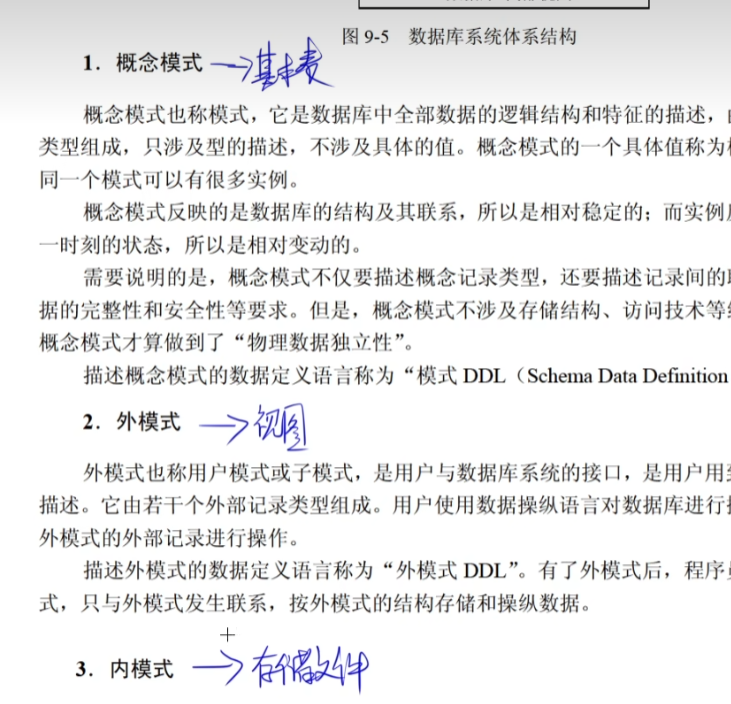 图 9-5 数据库系统体系结构
1. 概念模式 → 基本表
概念模式也称模式，它是数据库中全部数据的逻辑结构和特征的描述，
类型组成，只涉及型的描述，不涉及具体的值。概念模式的一个具体值称为
同一个模式可以有很多实例。
概念模式反映的是数据库的结构及其联系，所以是相对稳定的；而实例
一时刻的状态，所以是相对变动的。
需要说明的是，概念模式不仅要描述概念记录类型，还要描述记录间的
据的完整性和安全性等要求。但是，概念模式不涉及存储结构、访问技术等
概念模式才算做到了“物理数据独立性”。
描述概念模式的数据定义语言称为“模式 DDL（Schema Data Definition
2. 外模式 → 视图
外模式也称用户模式或子模式，是用户与数据库系统的接口，是用户用
描述。它由若干个外部记录类型组成。用户使用数据操纵语言对数据库进行
外模式的外部记录进行操作。
描述外模式的数据定义语言称为“外模式 DDL”。有了外模式后，程序
式，只与外模式发生联系，按外模式的结构存储和操纵数据。
3. 内模式 → 存储文件